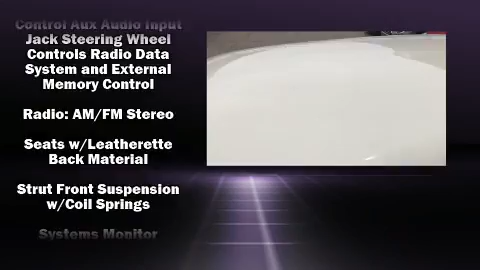 Control Aux Audio Input
Jack Steering Wheel
Controls Radio Data
System and External
Memory Control
Radio: AM/FM Stereo
Seats w/Leatherette
Back Material
Strut Front Suspension
w/Coil Springs
Systems Monitor